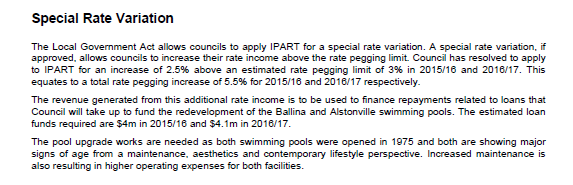 Special Rate Variation
The Local Government Act allows councils to apply IPART for a special rate variation. A special rate variation, if
approved, allows councils to increase their rate income above the rate pegging limit. Council has resolved to apply
to IPART for an increase of 2.5% above an estimated rate pegging limit of 3% in 2015/16 and 2016/17. This
equates to a total rate pegging increase of 5.5% for 2015/16 and 2016/17 respectively.
The revenue generated from this additional rate income is to be used to finance repayments related to loans that
Council will take up to fund the redevelopment of the Ballina and Alstonville swimming pools. The estimated loan
funds required are $4m in 2015/16 and $4.1m in 2016/17.
The pool upgrade works are needed as both swimming pools were opened in 1975 and both are showing major
signs of age from a maintenance, aesthetics and contemporary lifestyle perspective. Increased maintenance is
also resulting in higher operating expenses for both facilities.